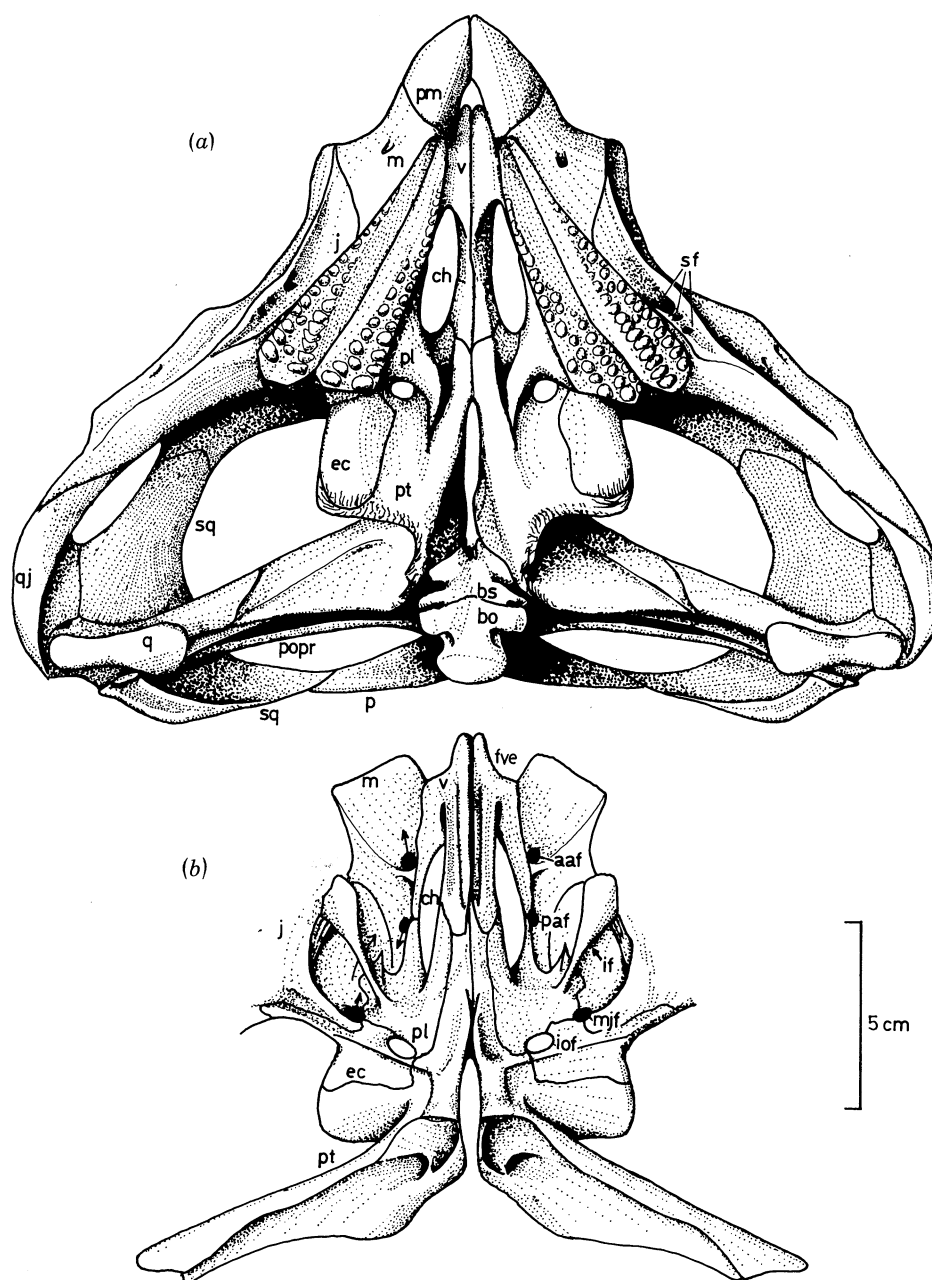 pm
(a)
m
v
j
sf
ch
pl
ec
pt
sq
qj
bs
bo
q
popr
sq
p
fve
m
v
(b)
aaf
ch
paf
j
if
mjf
5 cm
pl
iof
ec
pt